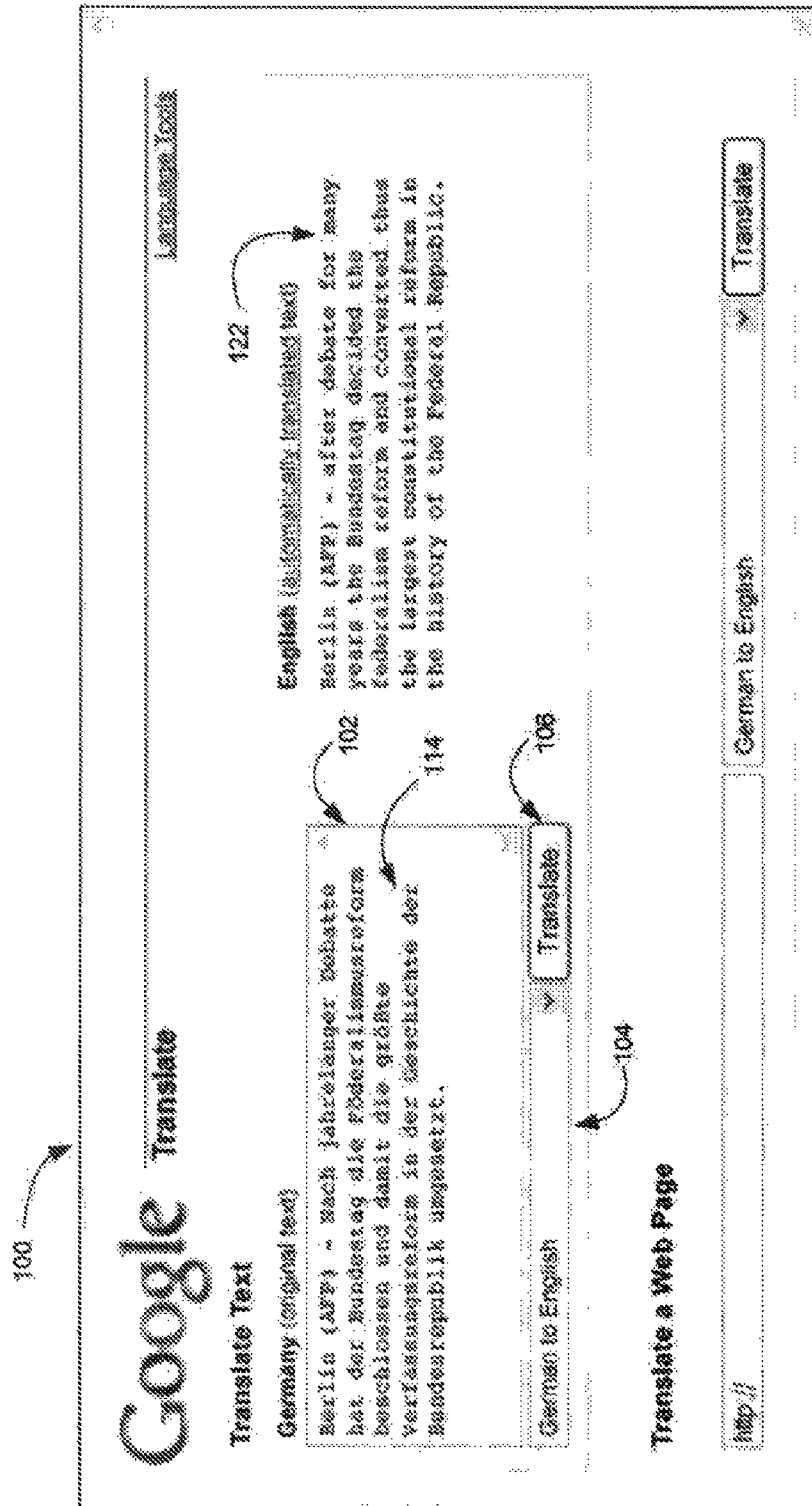 100
Google Translate
Language Tools
Translate Text
Germany (original text)
Berlin (AFP) - Nach jahrelanger Debatte
hat der Bundestag die Föderalismusreform
beschlossen und damit die größte
Verfassungsreform in der Geschichte der
Bundesrepublik umgesetzt.
102
114
German to English
Translate
106
104
English (automatically translated text)
122
Berlin (AFP) - after debate for many
years the Bundestag decided the
federalism reform and converted thus
the largest constitutional reform in
the history of the Federal Republic.
Translate a Web Page
http://
German to English
Translate